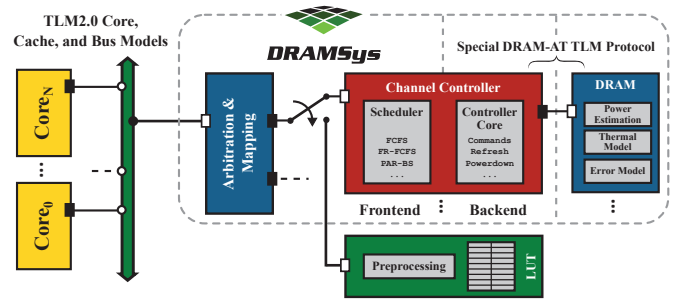 TLM2.0 Core,
Cache, and Bus Models
DRAMSys
Special DRAM-AT TLM Protocol
CoreN
...
Core0
Arbitration &
Mapping
Channel Controller
Scheduler
FCFS
FR-FCFS
PAR-BS
...
Controller
Core
Commands
Refresh
Powerdown
...
Frontend
Backend
DRAM
Power
Estimation
Thermal
Model
Error Model
Preprocessing
LUT